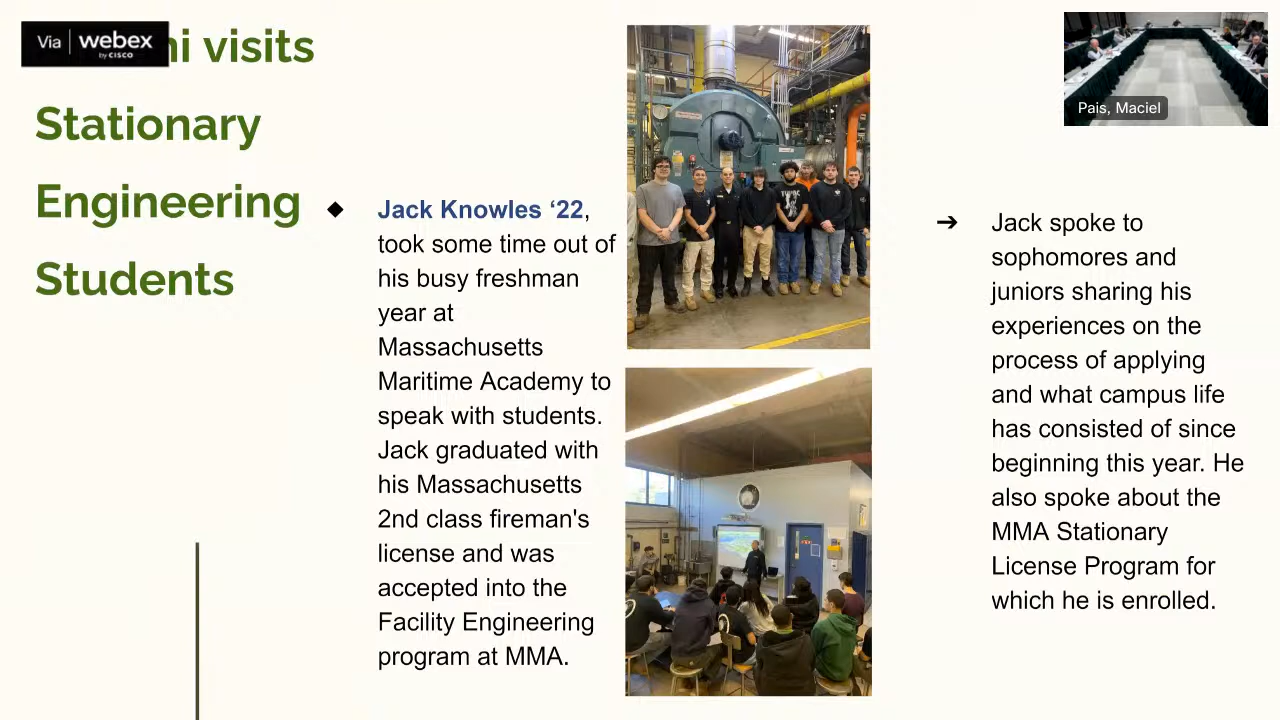 Via webex
by CISCO
ni visits
Stationary
Engineering
Students
◆ Jack Knowles ‘22,
took some time out of
his busy freshman
year at
Massachusetts
Maritime Academy to
speak with students.
Jack graduated with
his Massachusetts
2nd class fireman's
license and was
accepted into the
Facility Engineering
program at MMA.
Pais, Maciel
➔ Jack spoke to
sophomores and
juniors sharing his
experiences on the
process of applying
and what campus life
has consisted of since
beginning this year. He
also spoke about the
MMA Stationary
License Program for
which he is enrolled.